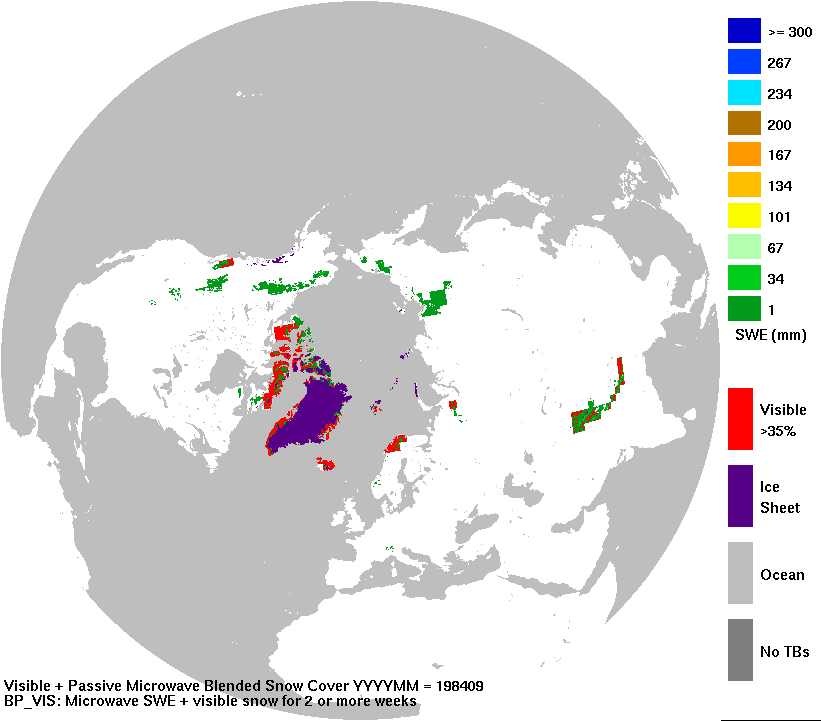 >= 300
267
234
200
167
134
101
67
34
1
SWE (mm)
Visible
>35%
Ice
Sheet
Ocean
No TBs
Visible + Passive Microwave Blended Snow Cover YYYYMM = 198409
BP_VIS: Microwave SWE + visible snow for 2 or more weeks